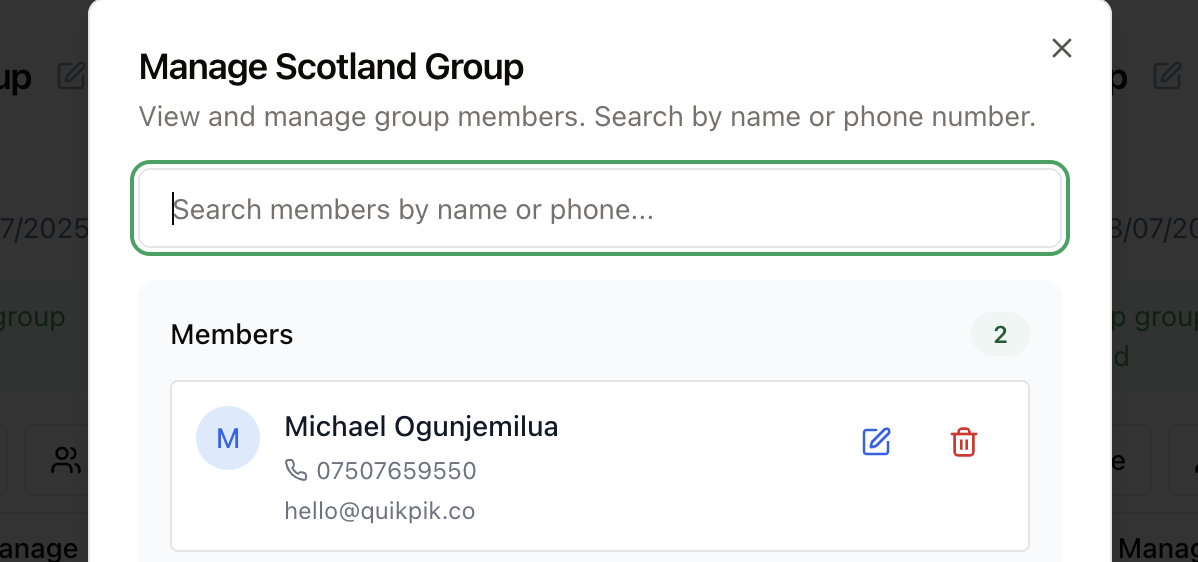 Manage Scotland Group
View and manage group members. Search by name or phone number.
Search members by name or phone...
Members
2
M
Michael Ogunjemilua
07507659550
hello@quikpik.co
up
7/2025
group
anage
p
3/07/20
p group
d
e
Manag